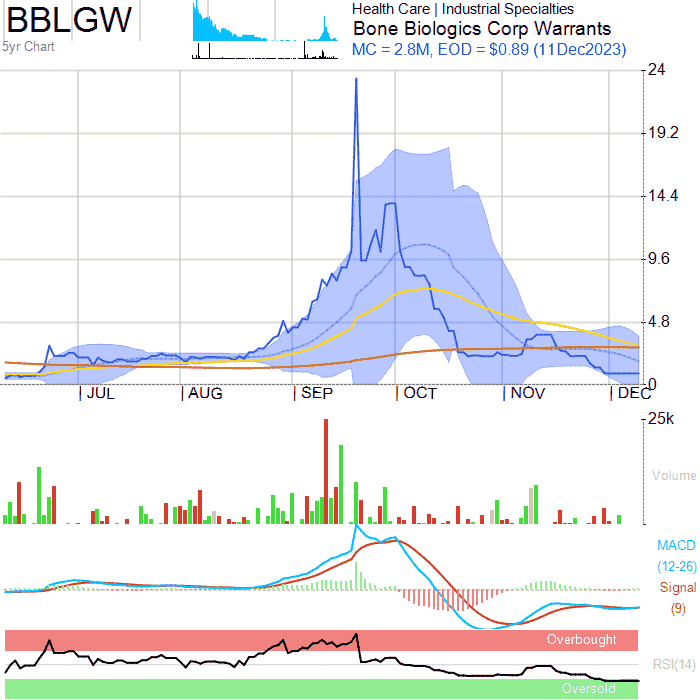 BBLGW
5yr Chart
Health Care | Industrial Specialties
Bone Biologics Corp Warrants
MC = 2.8M, EOD = $0.89 (11Dec2023)
24
19.2
14.4
9.6
4.8
0
| JUL | AUG | SEP | OCT | NOV | DEC
25k
Volume
MACD
(12-26)
Signal
(9)
Overbought
RSI(14)
Oversold